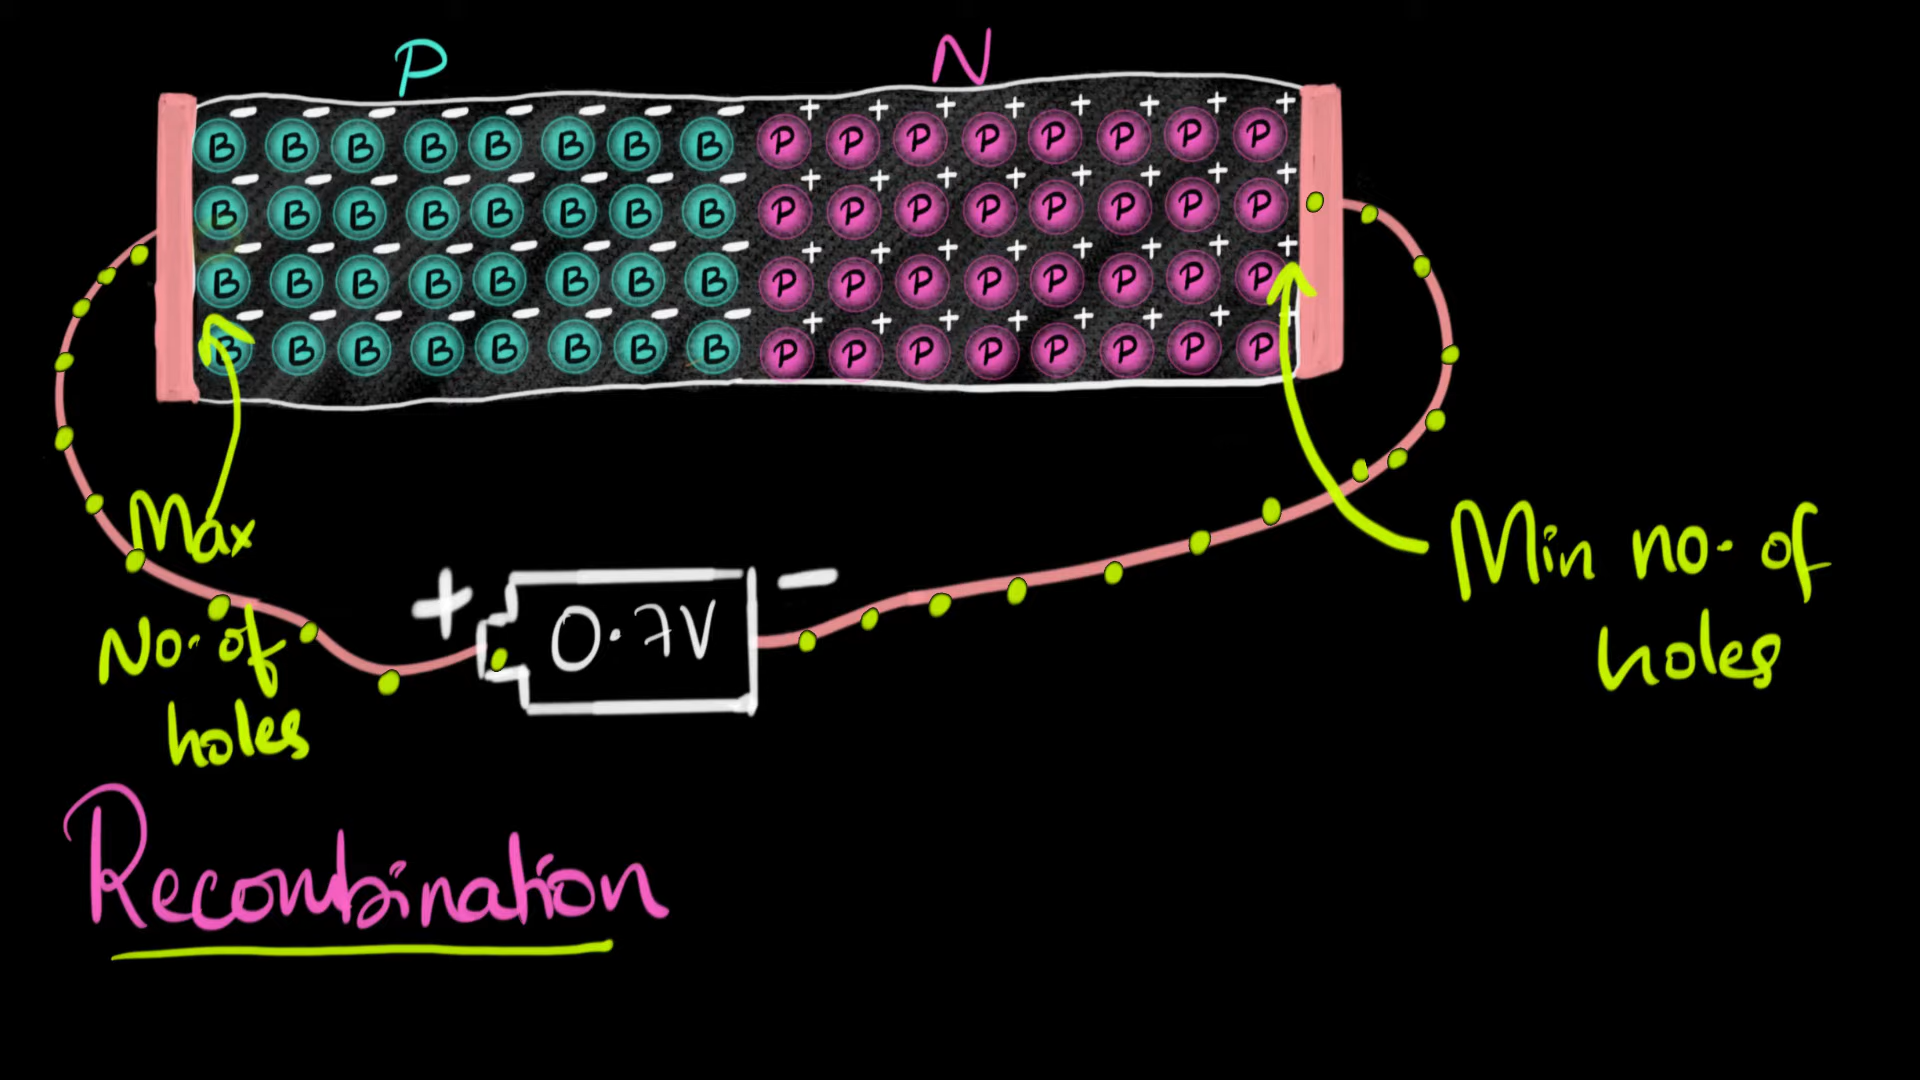 P N
- - - - - - - - + + + + + + + +
B B B B B B B B P P P P P P P P
- - - - - - - - + + + + + + + +
B B B B B B B B P P P P P P P P
- - - - - - - - + + + + + + + +
B B B B B B B B P P P P P P P P
- - - - - - - - + + + + + + + +
B B B B B B B B P P P P P P P P
Max
No. of
holes
+ 0.7V -
Min no. of
holes
Recombination